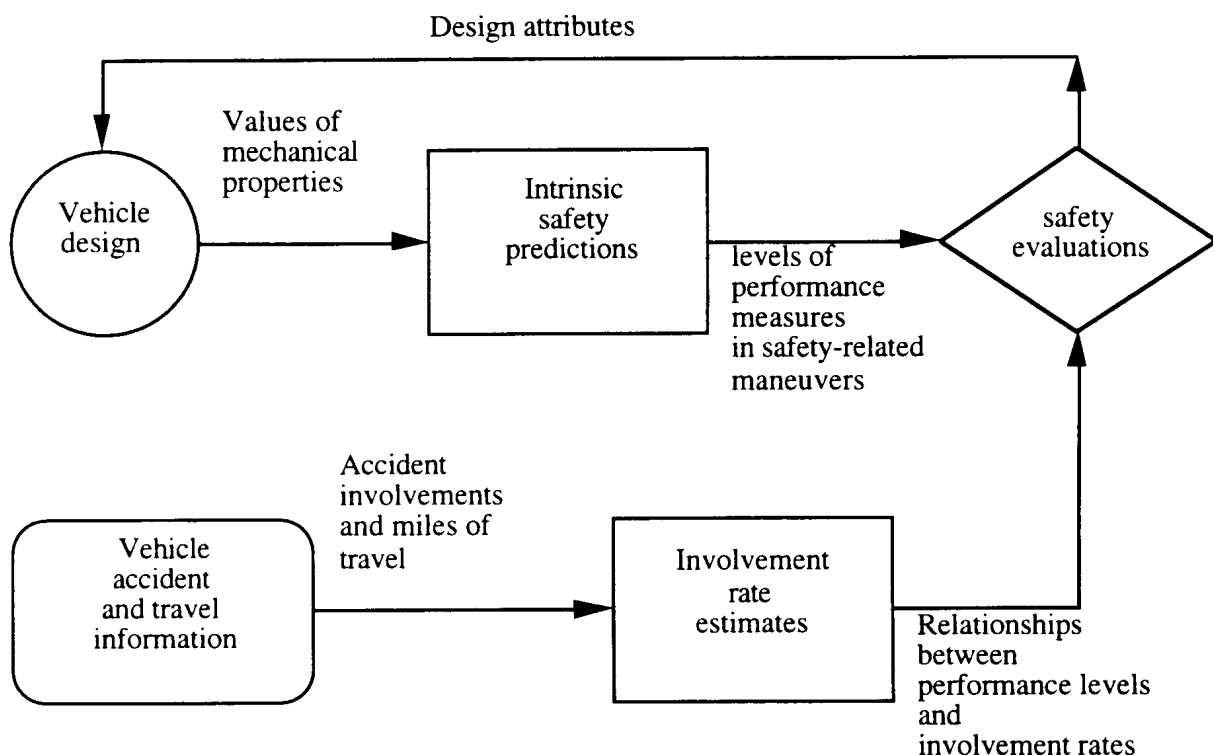 Design attributes
Values of
mechanical
properties
Vehicle
design
Intrinsic
safety
predictions
safety
evaluations
levels of
performance
measures
in safety-related
maneuvers
Accident
involvements
and miles of
travel
Vehicle
accident
and travel
information
Involvement
rate
estimates
Relationships
between
performance levels
and
involvement rates